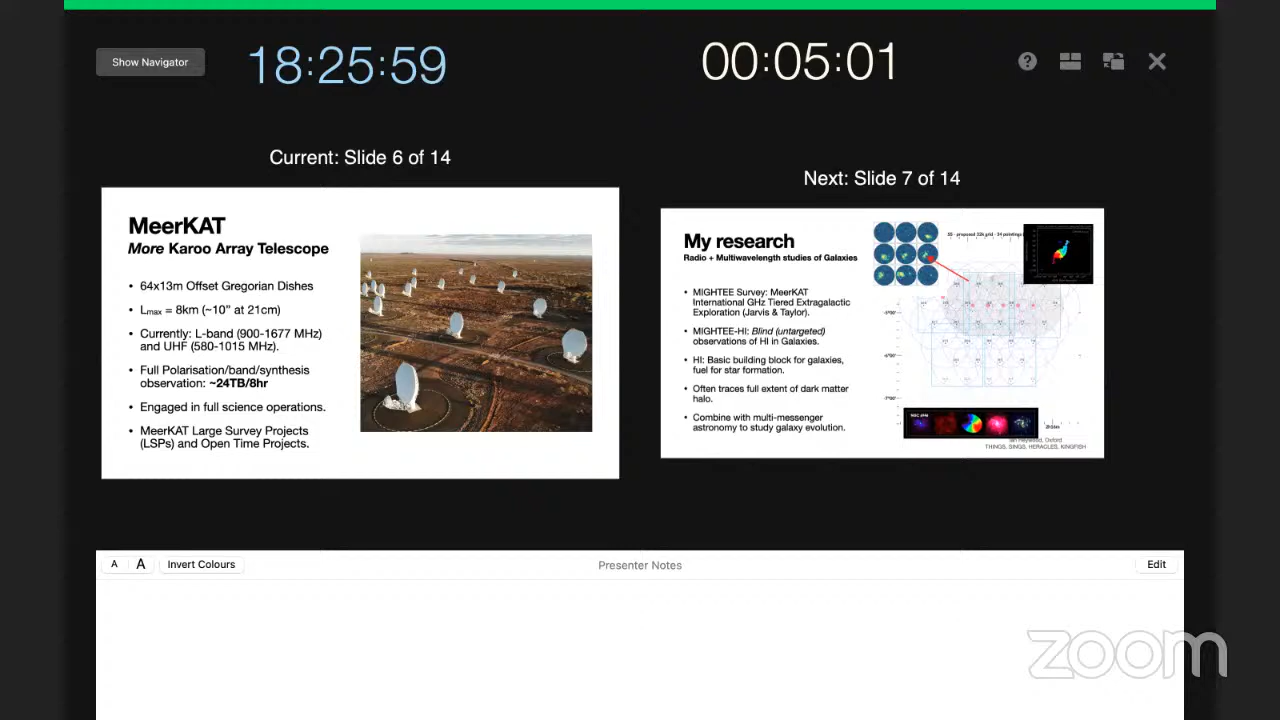 Show Navigator
18:25:59
00:05:01
Current: Slide 6 of 14
MeerKAT
More Karoo Array Telescope
• 64x13m Offset Gregorian Dishes
• Lmax = 8km (~10" at 21cm)
• Currently: L-band (900-1677 MHz)
and UHF (580-1015 MHz).
• Full Polarisation/band/synthesis
observation: ~24TB/8hr
• Engaged in full science operations.
• MeerKAT Large Survey Projects
(LSPs) and Open Time Projects.
Next: Slide 7 of 14
My research
Radio + Multiwavelength studies of Galaxies
• MIGHTEE Survey: MeerKAT
International GHz Tiered Extragalactic
Exploration (Jarvis & Taylor).
• MIGHTEE-HI: Blind (untargeted)
observations of HI in Galaxies.
• HI: Basic building block for galaxies,
fuel for star formation.
• Often traces full extent of dark matter
halo.
• Combine with multi-messenger
astronomy to study galaxy evolution.
Ian Heywood, Oxford
THINGS, SINGS, HERACLES, KINGFISH
A A Invert Colours
Presenter Notes
Edit
zoom